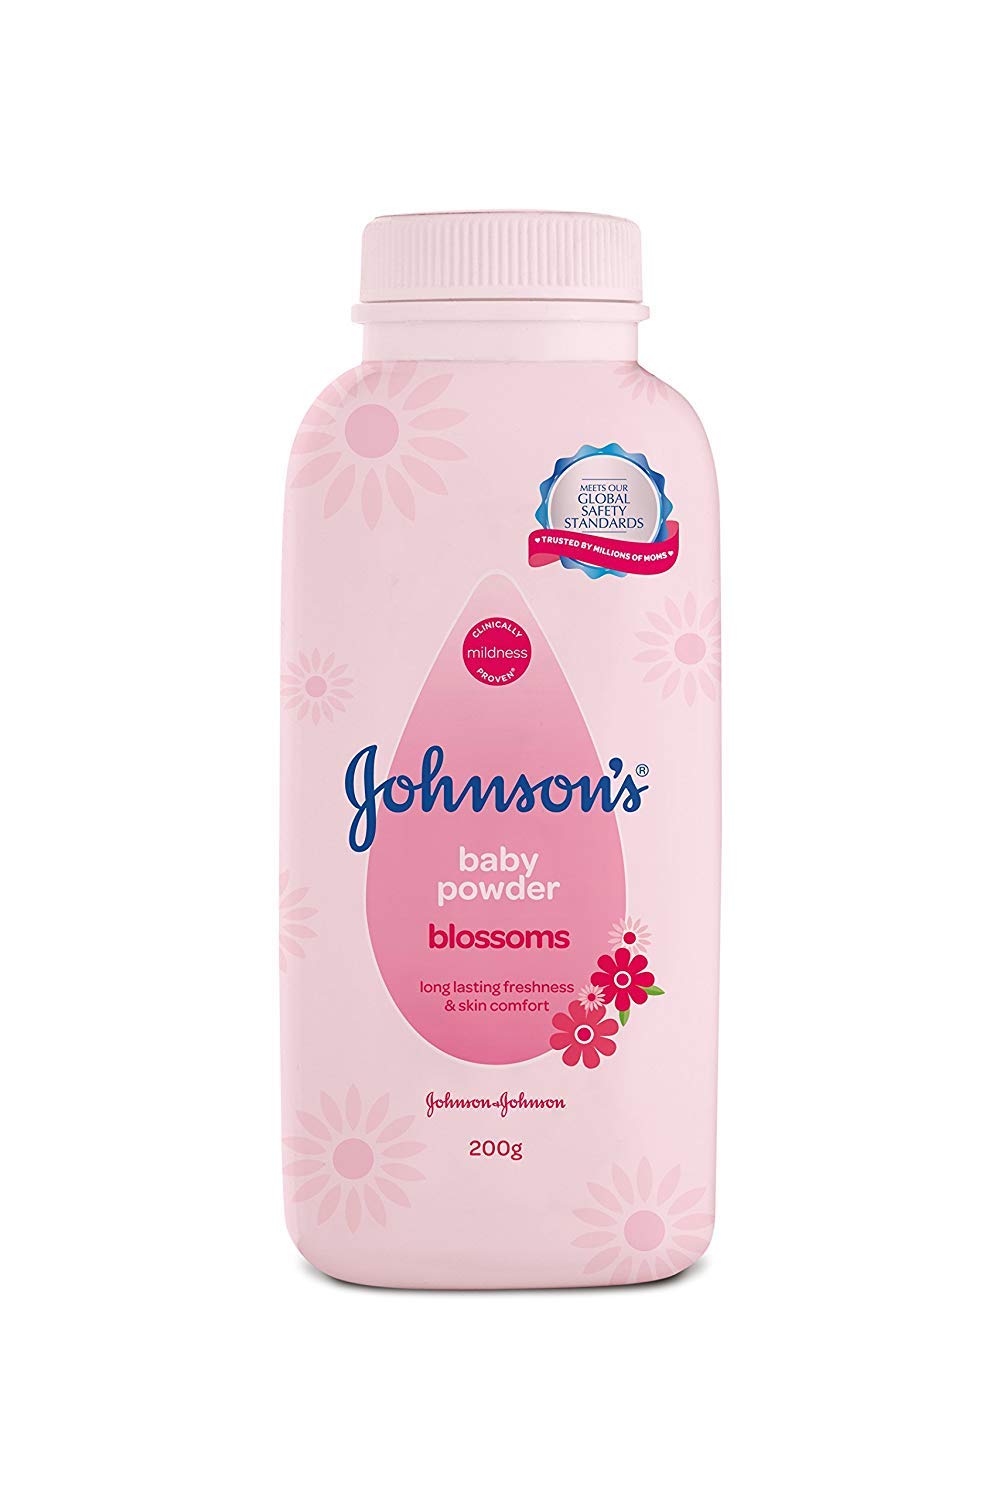 MEETS OUR
GLOBAL
SAFETY
STANDARDS
♥ TRUSTED BY MILLIONS OF MOMS ♥
CLINICALLY
mildness
PROVEN®
Johnson's®
baby
powder
blossoms
long lasting freshness
& skin comfort
Johnson & Johnson
200g